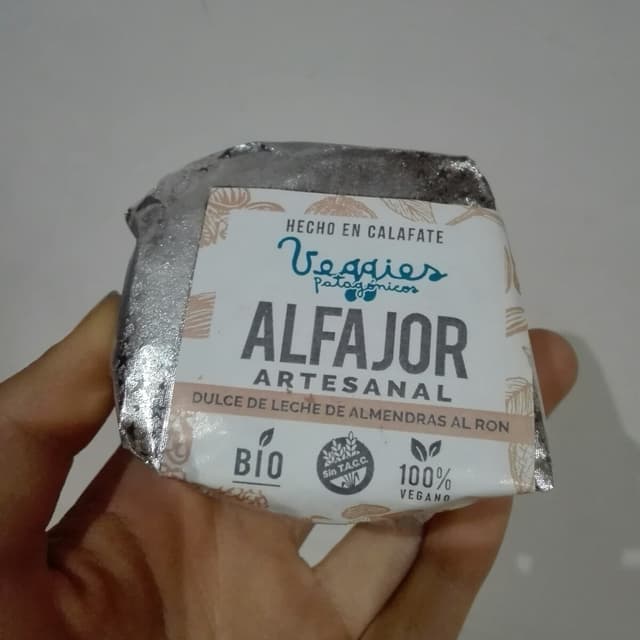 HECHO EN CALAFATE
Veggies
Patagónicos
ALFAJOR
ARTESANAL
DULCE DE LECHE DE ALMENDRAS AL RON
BIO
Sin T.A.C.C.
100%
VEGANO